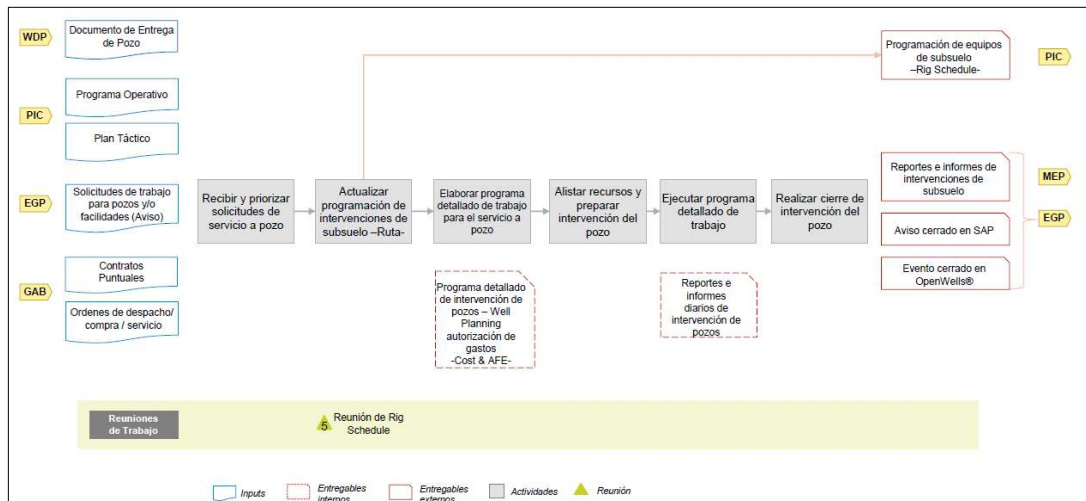 WDP
Documento de Entrega
de Pozo
PIC
Programa Operativo
Plan Táctico
EGP
Solicitudes de trabajo
para pozos y/o
facilidades (Aviso)
GAB
Contratos
Puntuales
Ordenes de despacho/
compra / servicio
Recibir y priorizar
solicitudes de
servicio a pozo
Actualizar
programación de
intervenciones de
subsuelo –Ruta-
Elaborar programa
detallado de trabajo
para el servicio a
pozo
Alistar recursos y
preparar
intervención del
pozo
Ejecutar programa
detallado de
trabajo
Realizar cierre de
intervención del
pozo
Programa detallado
de intervención de
pozos – Well
Planning
autorización de
gastos
-Cost & AFE-
Reportes e
informes
diarios de
intervención de
pozos
Programación de equipos
de subsuelo
–Rig Schedule-
PIC
Reportes e informes de
intervenciones de
subsuelo
Aviso cerrado en SAP
Evento cerrado en
OpenWells®
MEP
EGP
Reuniones
de Trabajo
5
Reunión de Rig
Schedule
Inputs
Entregables
internos
Entregables
externos
Actividades
Reunión